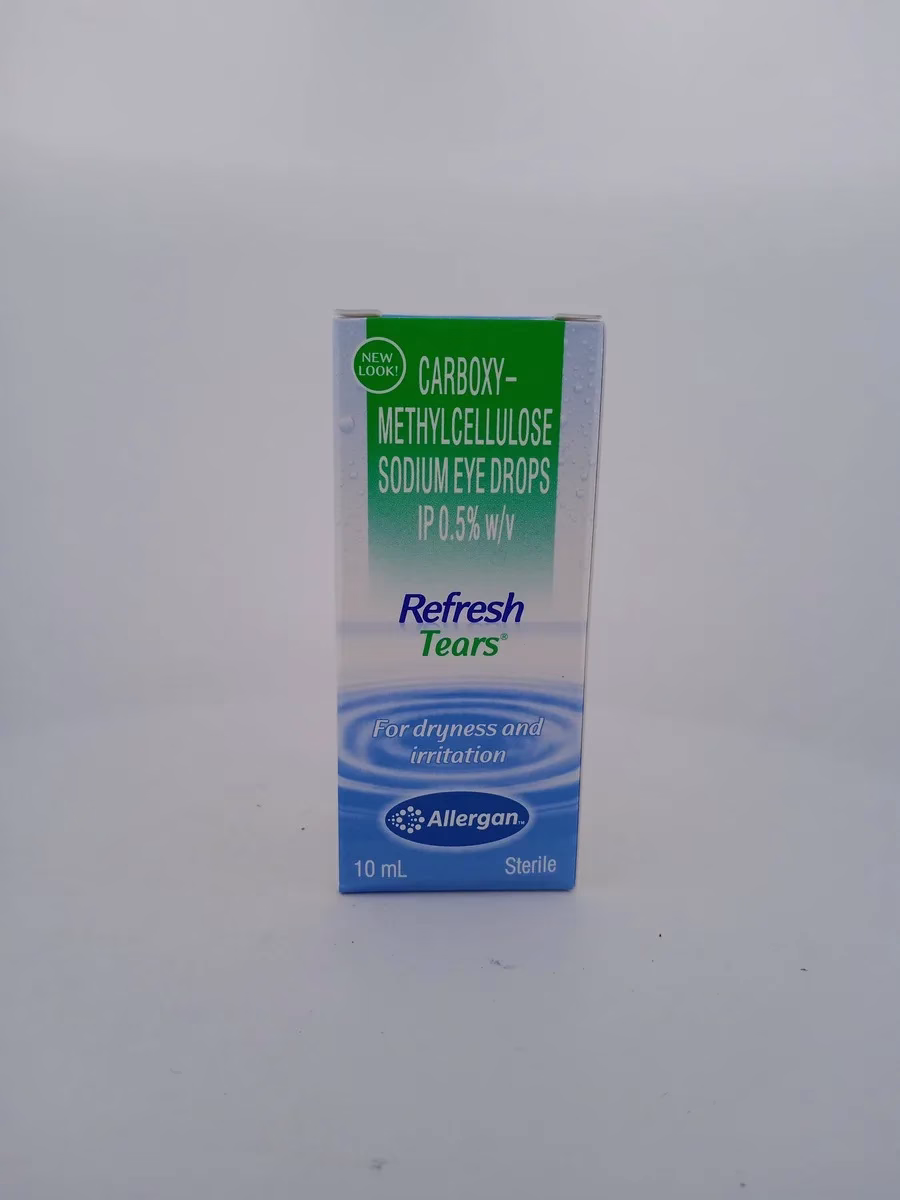 NEW
LOOK!
CARBOXY-
METHYLCELLULOSE
SODIUM EYE DROPS
IP 0.5% w/v
Refresh
Tears®
For dryness and
irritation
Allergan™
10 mL
Sterile